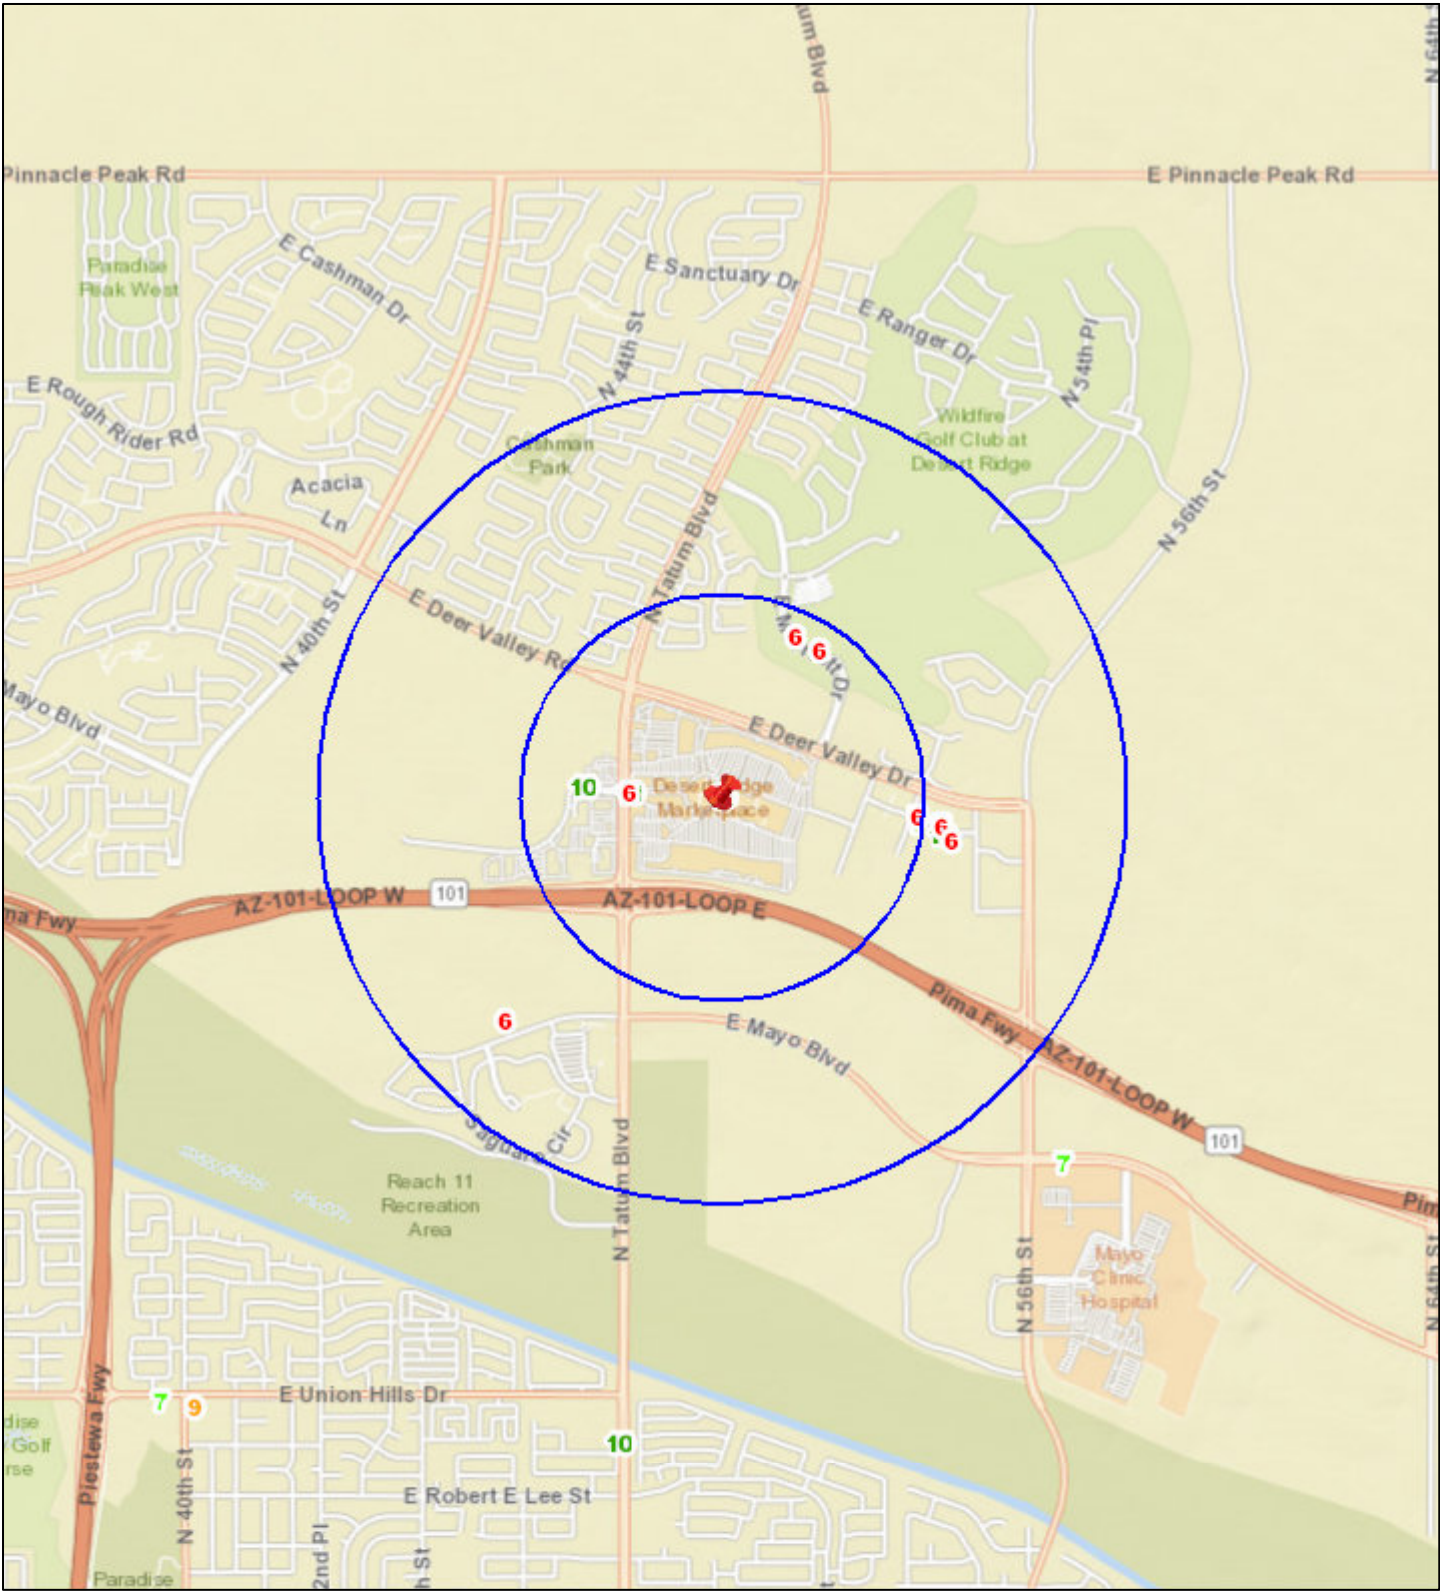 um Blvd
N 64th S
Pinnacle Peak Rd
E Pinnacle Peak Rd
Paradise
Peak West
E Cashman Dr
E Sanctuary Dr
E Ranger Dr
N 44th St
N 54th Pl
E Rough Rider Rd
Wildfire
Golf Club at
Desert Ridge
Cashman
Park
Acacia
Ln
N Tatum Blvd
N 56th St
E Deer Valley Rd
N 40th St
6
6
Dr
Mayo Blvd
E Deer Valley Dr
10
6
Desert Ridge
Marketplace
6
6
6
101
AZ-101-LOOP W
AZ-101-LOOP E
ma Fwy
Pima Fwy
6
E Mayo Blvd
AZ-101-LOOP W
101
Saguaro Cir
N Tatum Blvd
7
Reach 11
Recreation
Area
Pim
N 56th St
N 64th St
Mayo
Clinic
Hospital
Piestewa Fwy
E Union Hills Dr
7
9
dise
Golf
rse
10
N 40th St
E Robert E Lee St
2nd Pl
h St
t
Paradise